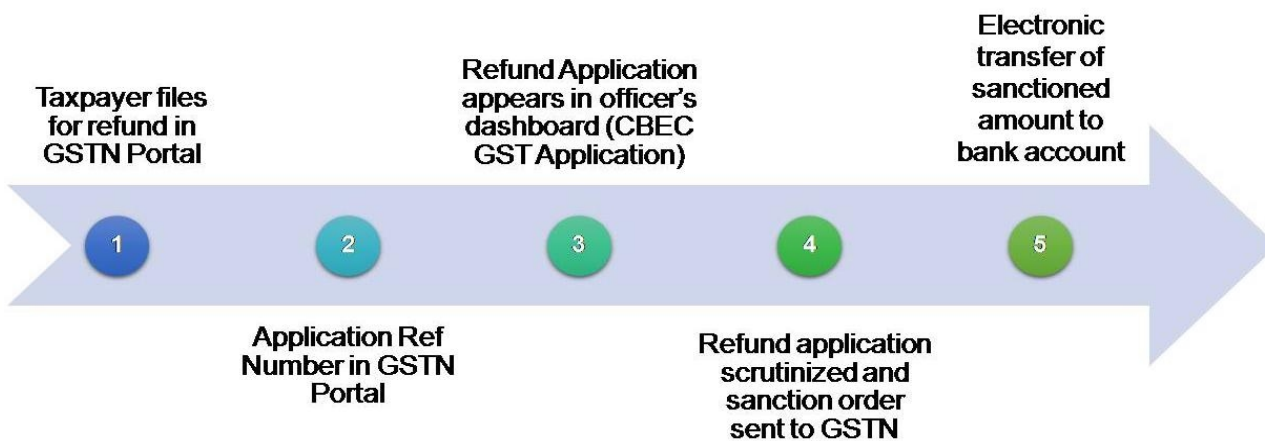 Taxpayer files
for refund in
GSTN Portal
1
Application Ref
Number in GSTN
Portal
2
Refund Application
appears in officer's
dashboard (CBEC
GST Application)
3
Refund application
scrutinized and
sanction order
sent to GSTN
4
Electronic
transfer of
sanctioned
amount to
bank account
5